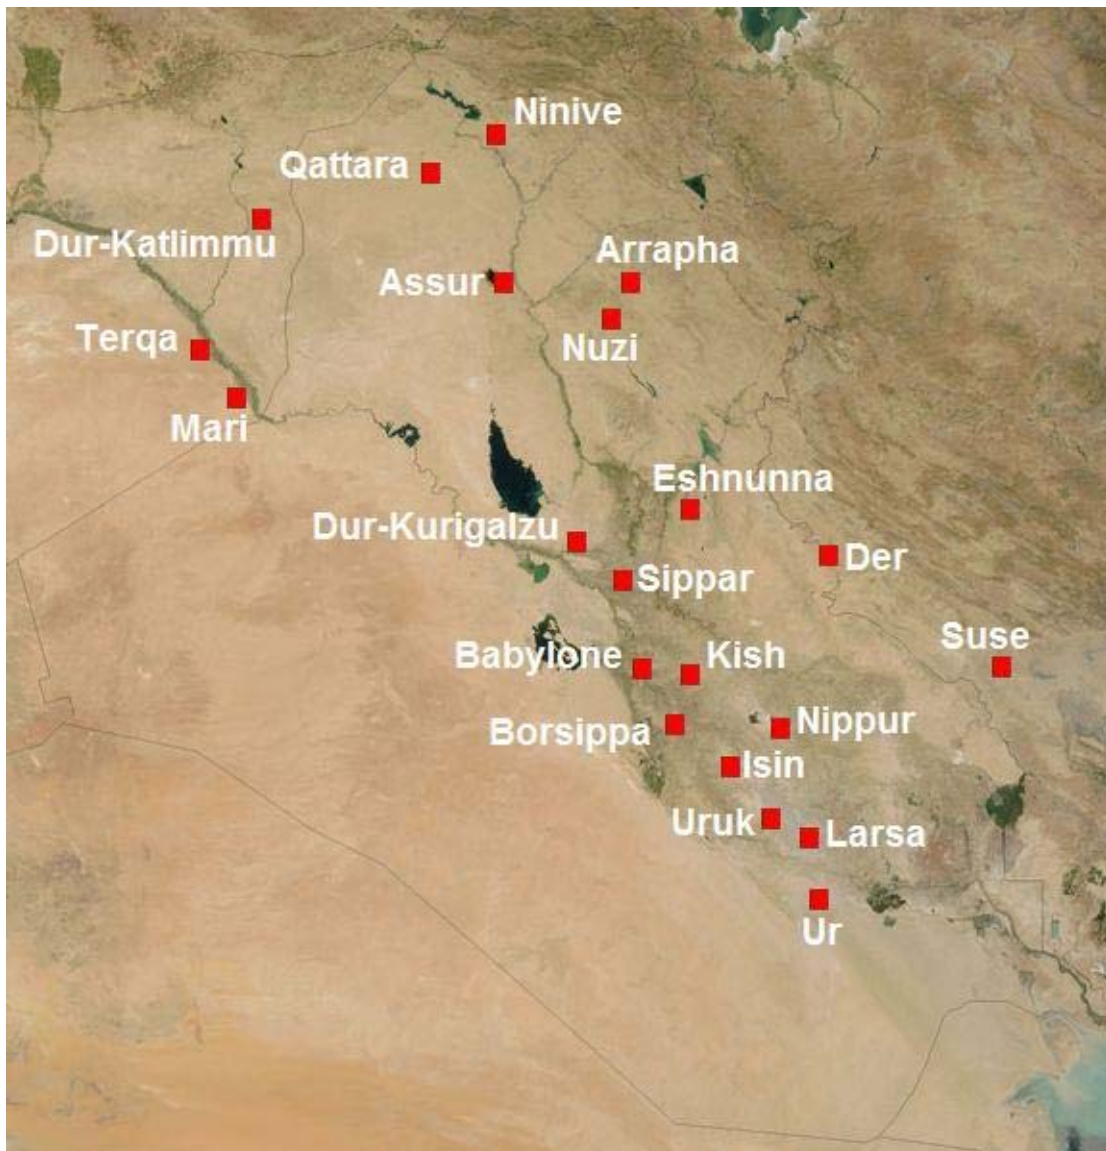 Ninive
Qattara
Dur-Katlimmu
Arrapha
Assur
Terqa
Nuzi
Mari
Eshnunna
Dur-Kurigalzu
Der
Sippar
Suse
Babylone
Kish
Nippur
Borsippa
Isin
Uruk
Larsa
Ur